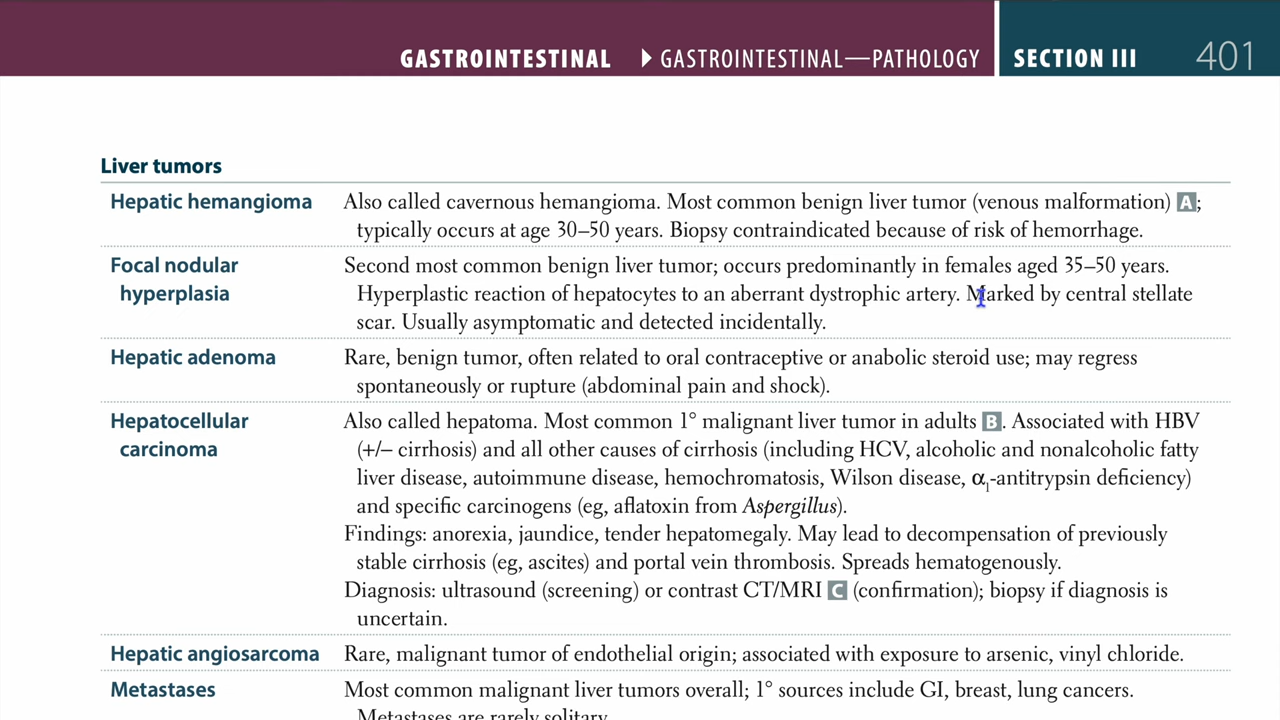 GASTROINTESTINAL ▶ GASTROINTESTINAL—PATHOLOGY SECTION III 401
Liver tumors
Hepatic hemangioma Also called cavernous hemangioma. Most common benign liver tumor (venous malformation) A;
typically occurs at age 30–50 years. Biopsy contraindicated because of risk of hemorrhage.
Focal nodular Second most common benign liver tumor; occurs predominantly in females aged 35–50 years.
hyperplasia Hyperplastic reaction of hepatocytes to an aberrant dystrophic artery. Marked by central stellate
scar. Usually asymptomatic and detected incidentally.
Hepatic adenoma Rare, benign tumor, often related to oral contraceptive or anabolic steroid use; may regress
spontaneously or rupture (abdominal pain and shock).
Hepatocellular Also called hepatoma. Most common 1° malignant liver tumor in adults B. Associated with HBV
carcinoma (+/– cirrhosis) and all other causes of cirrhosis (including HCV, alcoholic and nonalcoholic fatty
liver disease, autoimmune disease, hemochromatosis, Wilson disease, α₁-antitrypsin deficiency)
and specific carcinogens (eg, aflatoxin from Aspergillus).
Findings: anorexia, jaundice, tender hepatomegaly. May lead to decompensation of previously
stable cirrhosis (eg, ascites) and portal vein thrombosis. Spreads hematogenously.
Diagnosis: ultrasound (screening) or contrast CT/MRI C (confirmation); biopsy if diagnosis is
uncertain.
Hepatic angiosarcoma Rare, malignant tumor of endothelial origin; associated with exposure to arsenic, vinyl chloride.
Metastases Most common malignant liver tumors overall; 1° sources include GI, breast, lung cancers.
Metastases are rarely solitary.